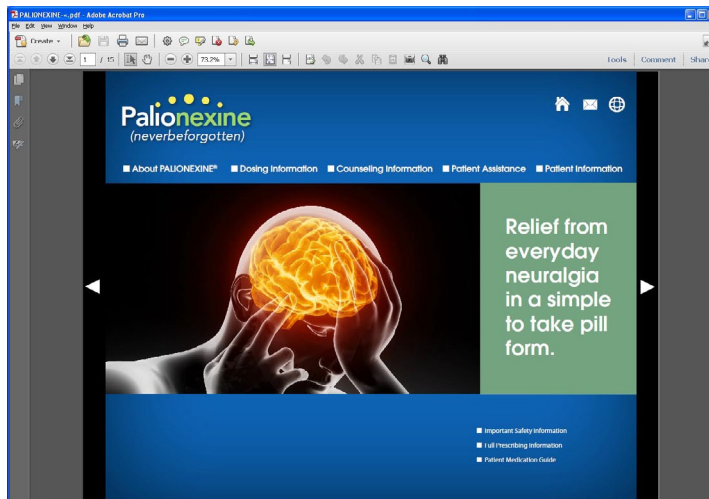 PALIONEXINE-<.pdf - Adobe Acrobat Pro
File Edit View Window Help
Create
1 / 15 73.2% Tools Comment Share
Palionexine
(neverbeforgotten)
About PALIONEXINE® Dosing Information Counseling Information Patient Assistance Patient Information
Relief from
everyday
neuralgia
in a simple
to take pill
form.
Important Safety Information
Full Prescribing Information
Patient Medication Guide